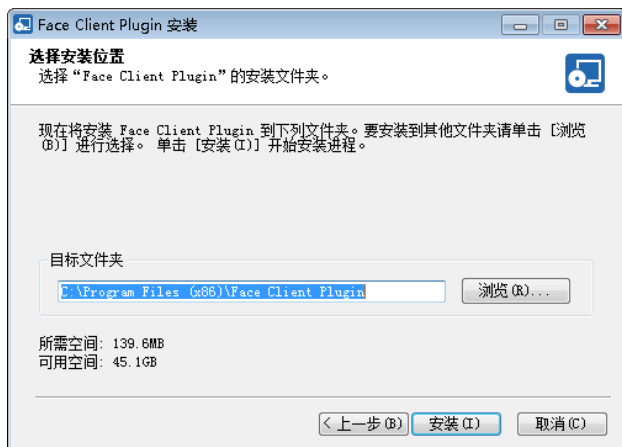 Face Client Plugin 安装
选择安装位置
选择“Face Client Plugin”的安装文件夹。
现在将安装 Face Client Plugin 到下列文件夹。要安装到其他文件夹请单击 [浏览
(B)] 进行选择。 单击 [安装(I)] 开始安装进程。
目标文件夹
C:\Program Files (x86)\Face Client Plugin
浏览(R)...
所需空间: 139.6MB
可用空间: 45.1GB
< 上一步(B)
安装(I)
取消(C)